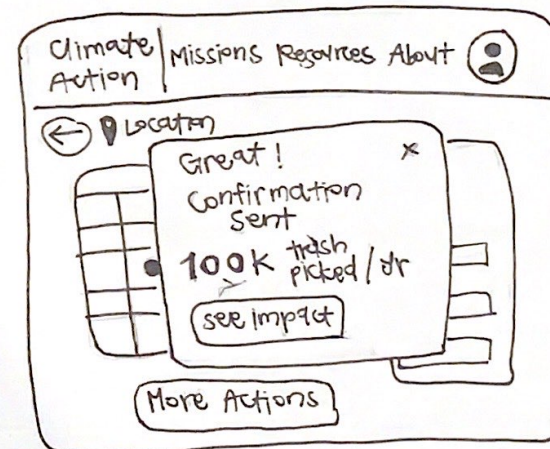 Climate
Action
Missions Resources About
Location
Great! x
Confirmation
Sent
100K trash
picked / yr
see impact
More Actions